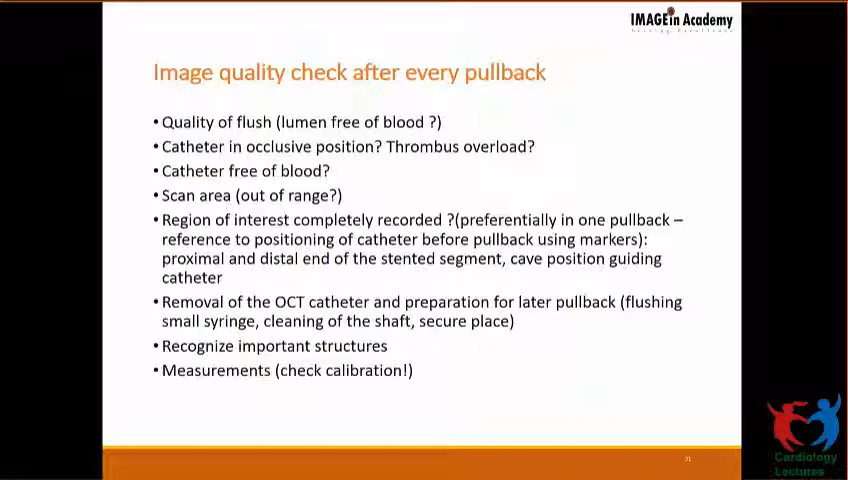 IMAGEin Academy
Image quality check after every pullback
• Quality of flush (lumen free of blood ?)
• Catheter in occlusive position? Thrombus overload?
• Catheter free of blood?
• Scan area (out of range?)
• Region of interest completely recorded ?(preferentially in one pullback –
reference to positioning of catheter before pullback using markers):
proximal and distal end of the stented segment, cave position guiding
catheter
• Removal of the OCT catheter and preparation for later pullback (flushing
small syringe, cleaning of the shaft, secure place)
• Recognize important structures
• Measurements (check calibration!)
21
Cardiology
Lectures